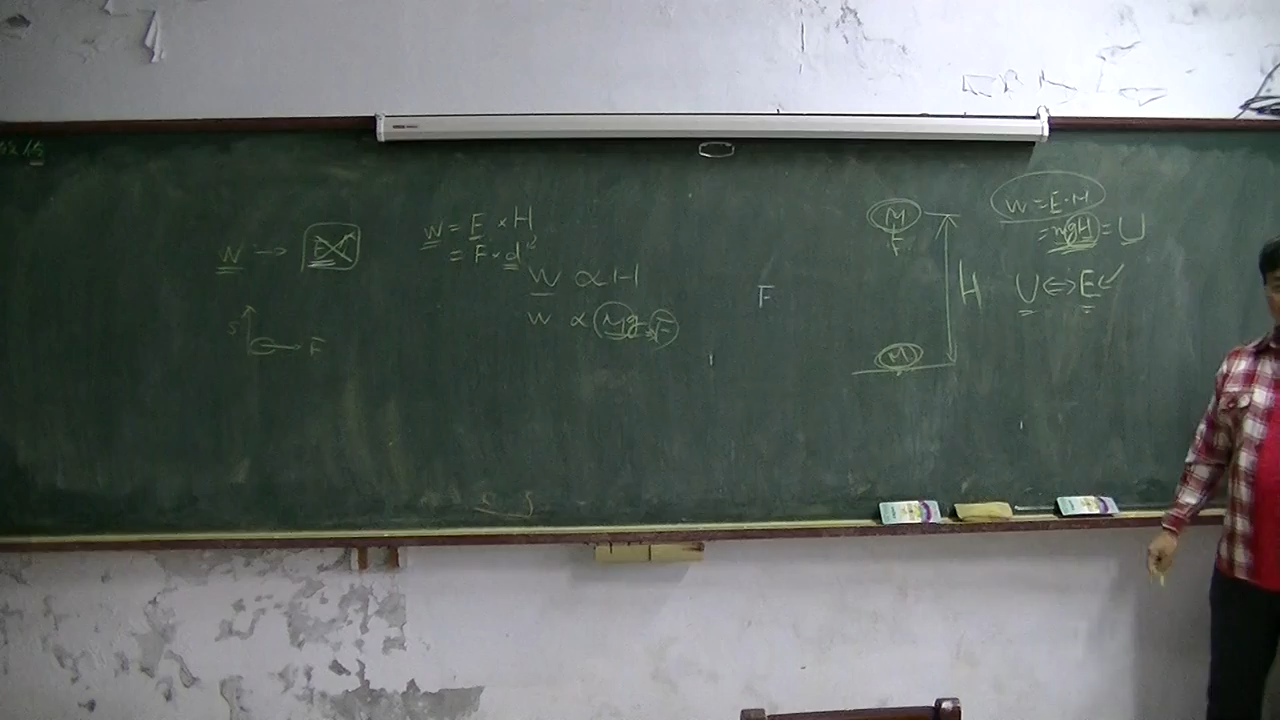 W → E
W = E × H
= F × d
W ∝ H
W ∝ Mg = F
S
F
F
M
F
H
M
W = E · H
= mgH = U
U ⇔ E ✓